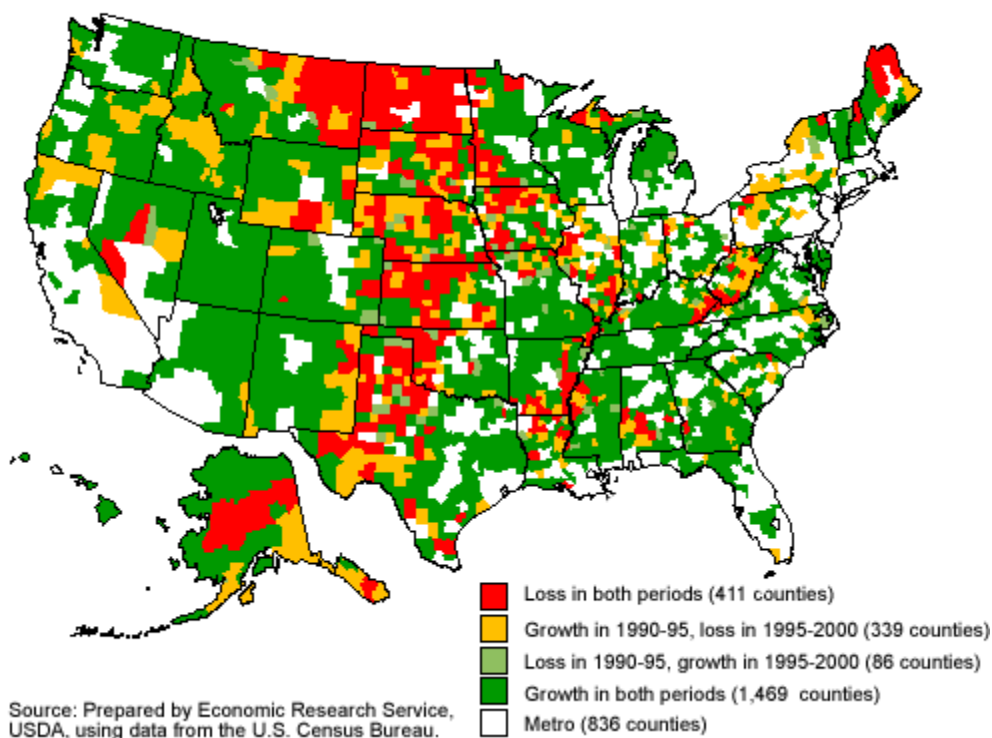 Loss in both periods (411 counties)
Growth in 1990-95, loss in 1995-2000 (339 counties)
Loss in 1990-95, growth in 1995-2000 (86 counties)
Growth in both periods (1,469 counties)
Metro (836 counties)
Source: Prepared by Economic Research Service,
USDA, using data from the U.S. Census Bureau.